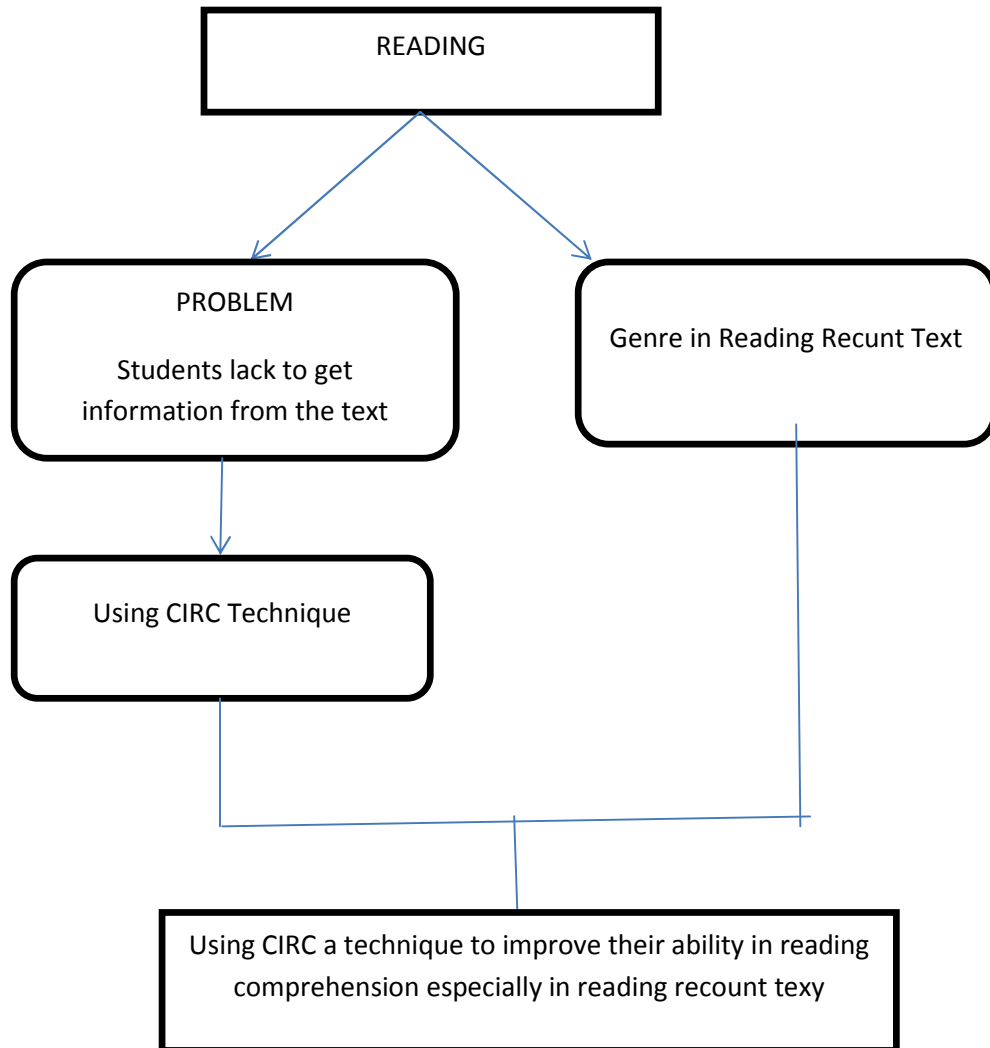 READING
PROBLEM
Students lack to get
information from the text
Genre in Reading Recunt Text
Using CIRC Technique
Using CIRC a technique to improve their ability in reading
comprehension especially in reading recount texy